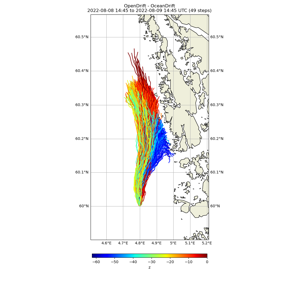 OpenDrift - OceanDrift
2022-08-08 14:45 to 2022-08-09 14:45 UTC (49 steps)
60.5°N 60.5°N
60.4°N 60.4°N
60.3°N 60.3°N
60.2°N 60.2°N
60.1°N 60.1°N
60°N 60°N
4.6°E 4.7°E 4.8°E 4.9°E 5°E 5.1°E 5.2°E
−60 −50 −40 −30 −20 −10 0
z